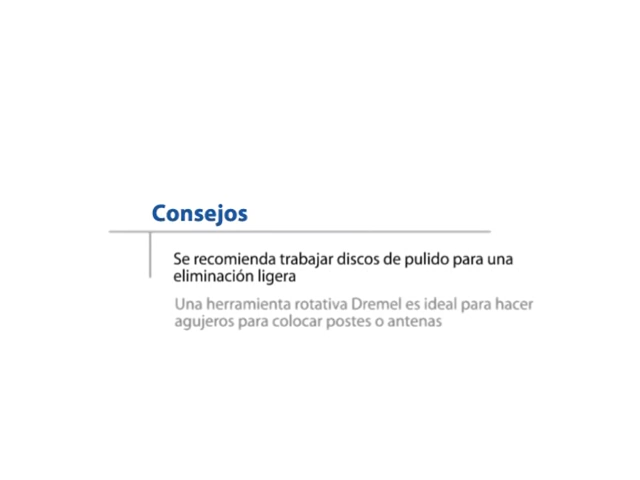 Consejos
Se recomienda trabajar discos de pulido para una
eliminación ligera
Una herramienta rotativa Dremel es ideal para hacer
agujeros para colocar postes o antenas